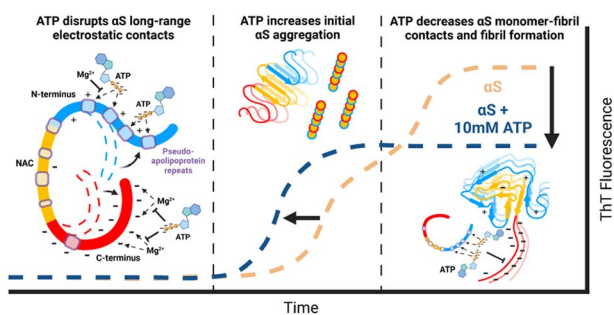 ATP disrupts αS long-range
electrostatic contacts
ATP increases initial
αS aggregation
ATP decreases αS monomer-fibril
contacts and fibril formation
Mg²⁺
ATP
N-terminus
ATP
Pseudo-
apolipoprotein
repeats
NAC
Mg²⁺
ATP
Mg²⁺
C-terminus
αS
αS +
10mM ATP
ATP
ThT Fluorescence
Time